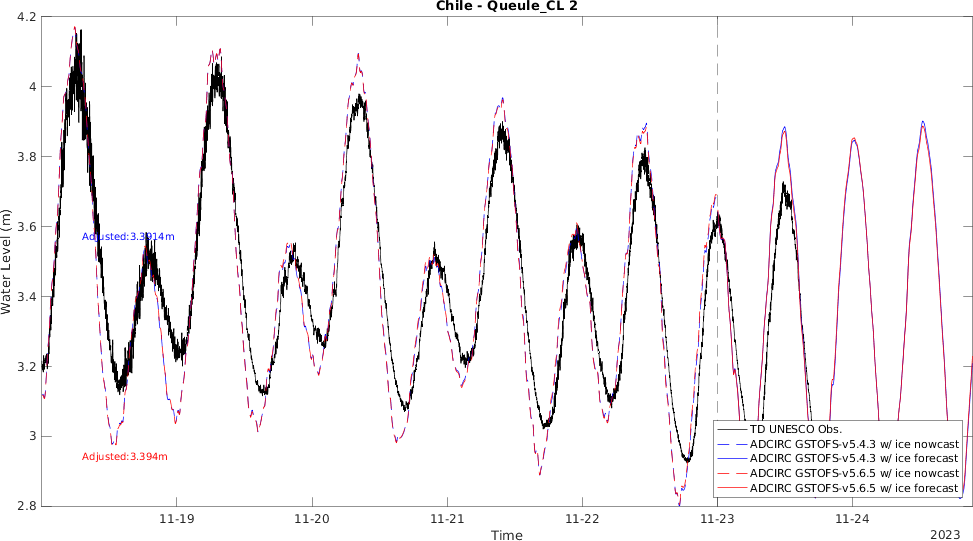 Chile - Queule_CL 2
4.2
4
3.8
3.6
3.4
3.2
3
2.8
Water Level (m)
Adjusted:3.3914m
Adjusted:3.394m
TD UNESCO Obs.
ADCIRC GSTOFS-v5.4.3 w/ ice nowcast
ADCIRC GSTOFS-v5.4.3 w/ ice forecast
ADCIRC GSTOFS-v5.6.5 w/ ice nowcast
ADCIRC GSTOFS-v5.6.5 w/ ice forecast
11-19
11-20
11-21
11-22
11-23
11-24
Time
2023